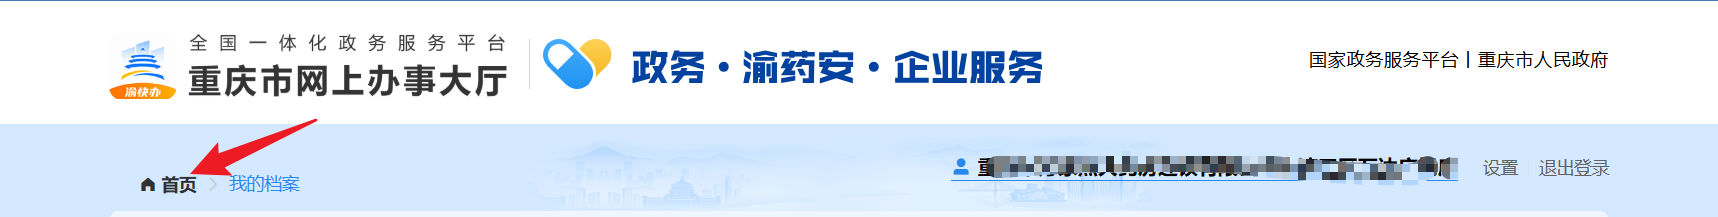 全国一体化政务服务平台
重庆市网上办事大厅
渝快办
政务·渝药安·企业服务
国家政务服务平台丨重庆市人民政府
首页 > 我的档案
设置 退出登录